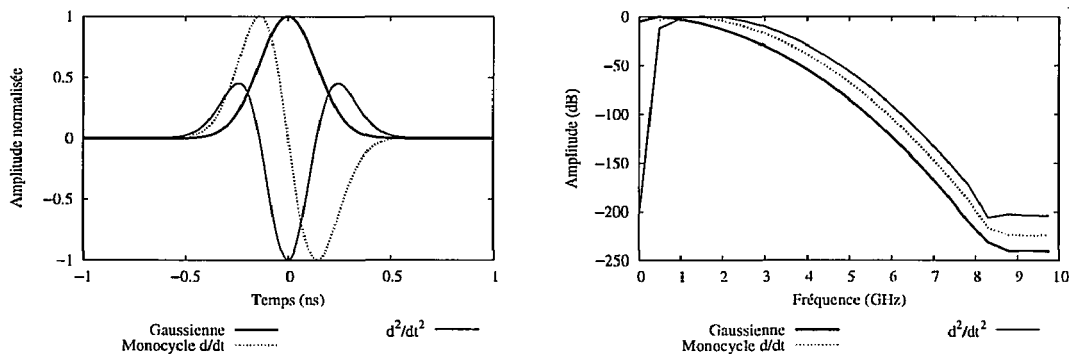 Amplitude normalisée
1
0.5
0
−0.5
−1
−1
−0.5
0
0.5
1
Temps (ns)
Gaussienne
Monocycle d/dt
d²/dt²
Amplitude (dB)
0
−50
−100
−150
−200
−250
0
1
2
3
4
5
6
7
8
9
10
Fréquence (GHz)
Gaussienne
Monocycle d/dt
d²/dt²